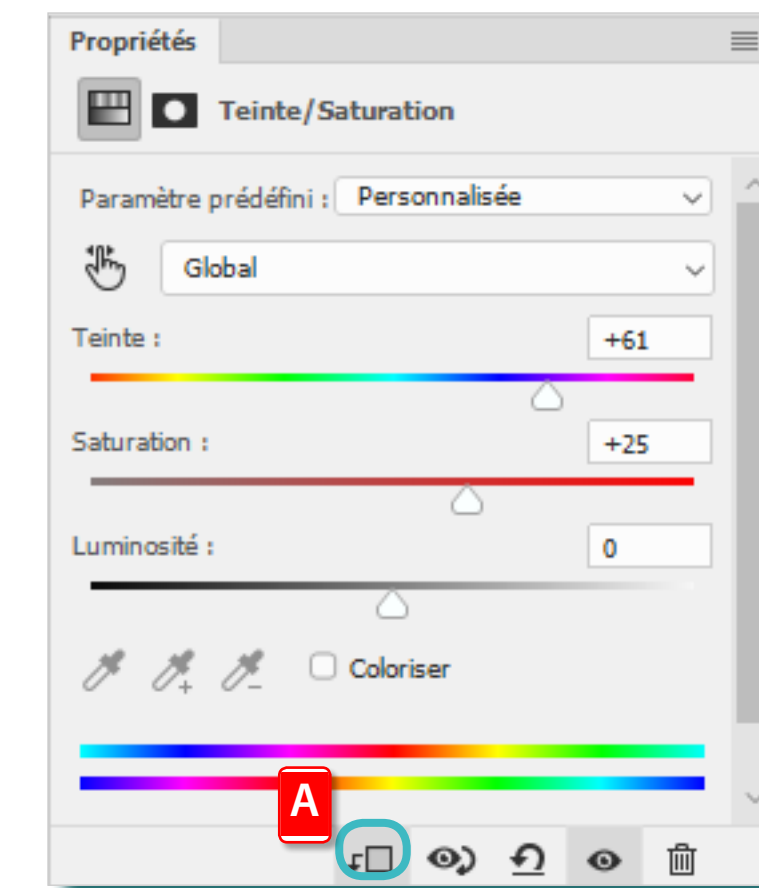 Propriétés
Teinte/Saturation
Paramètre prédéfini : Personnalisée
Global
Teinte : +61
Saturation : +25
Luminosité : 0
Coloriser
A